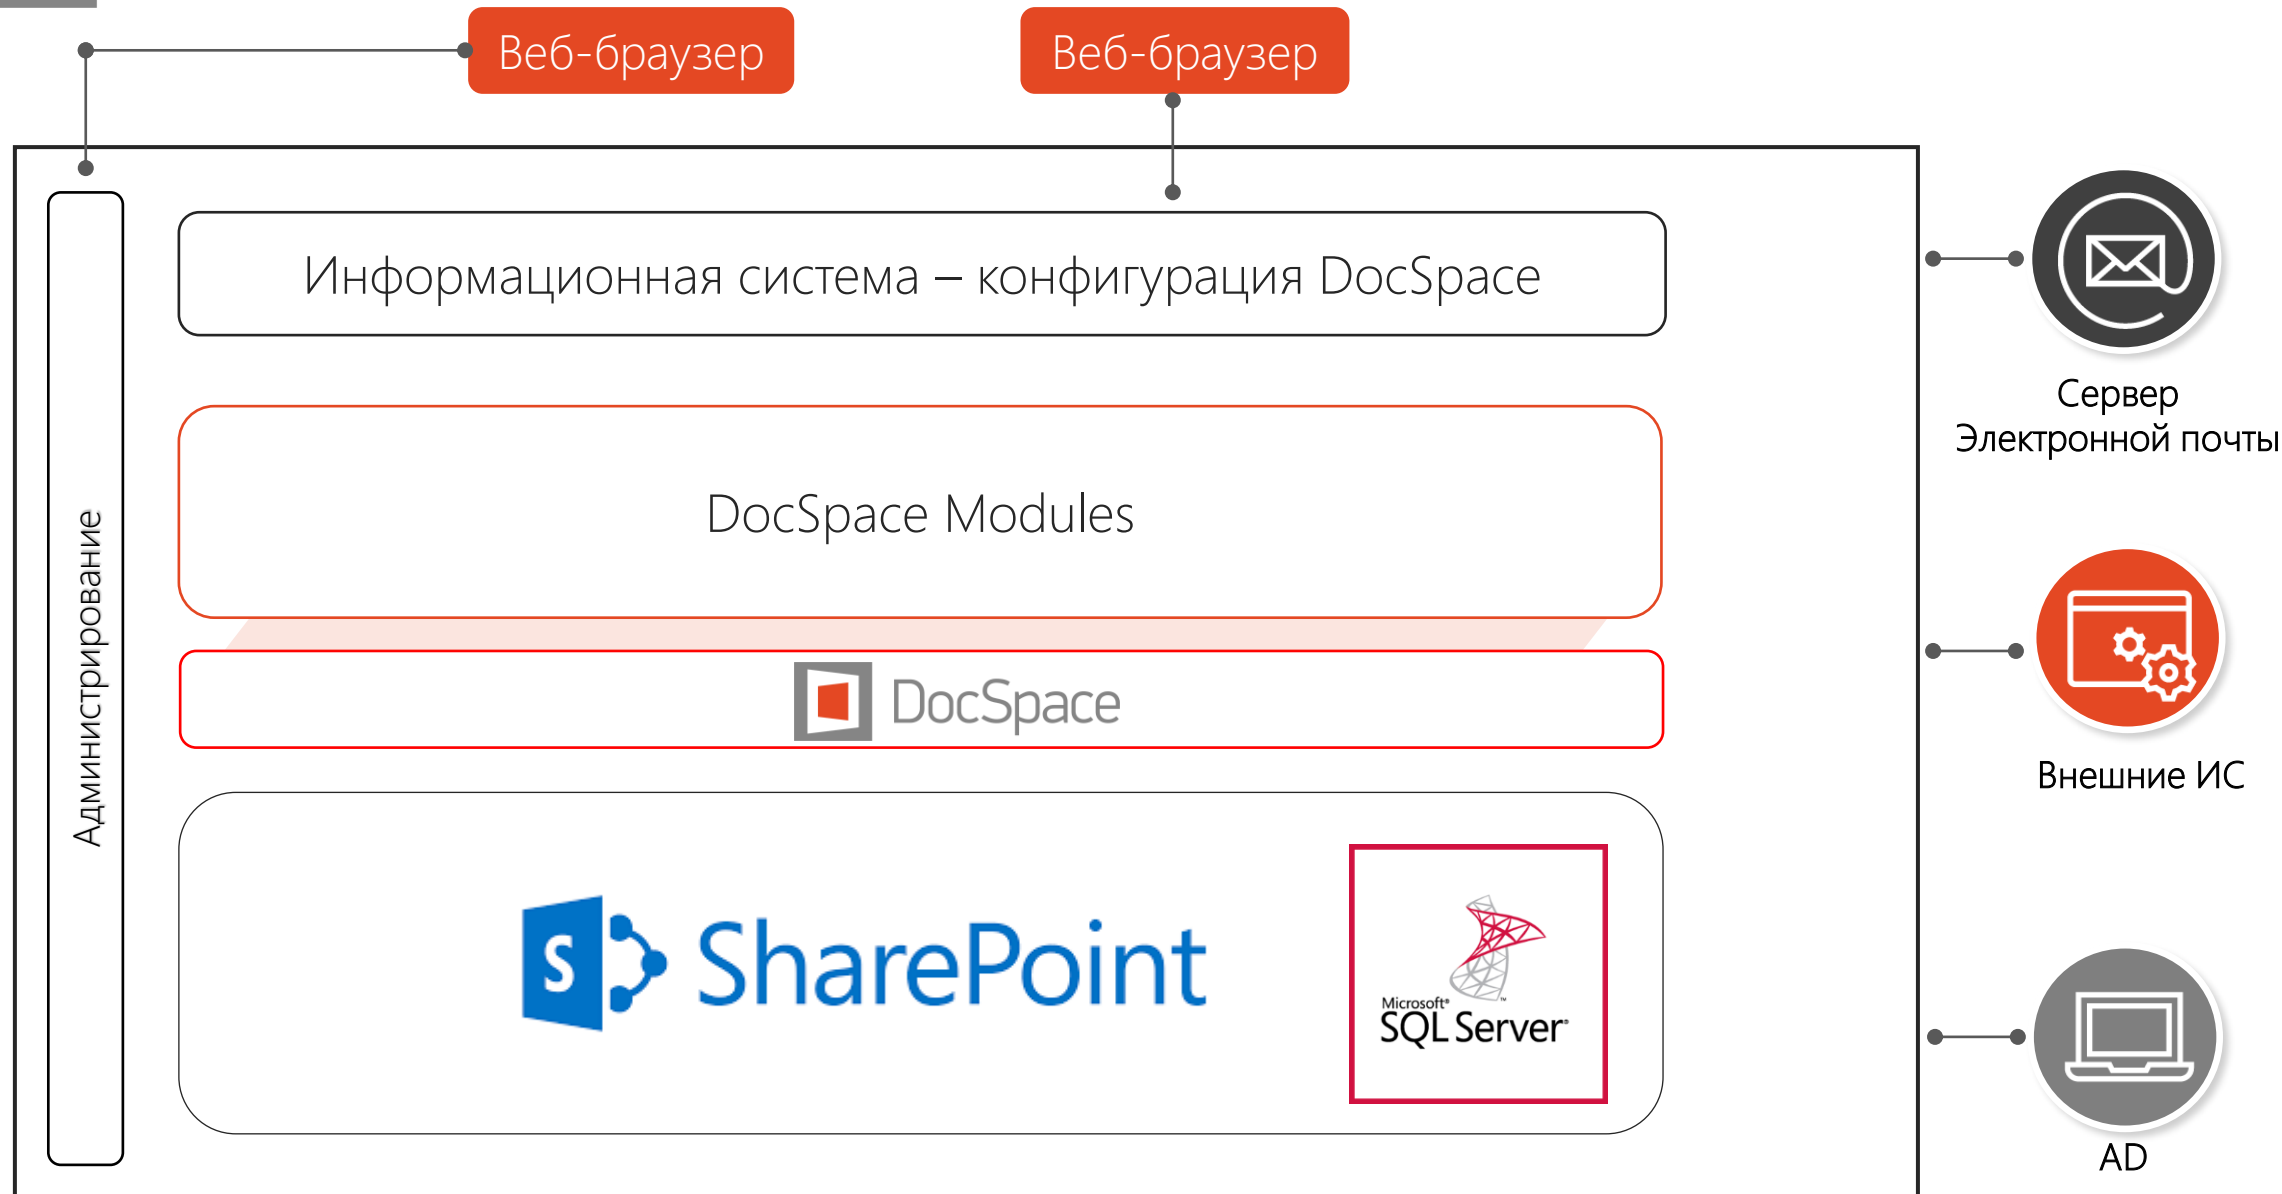 Веб-браузер
Веб-браузер
Администрирование
Информационная система – конфигурация DocSpace
DocSpace Modules
DocSpace
S SharePoint
Microsoft®
SQL Server®
Сервер
Электронной почты
Внешние ИС
AD